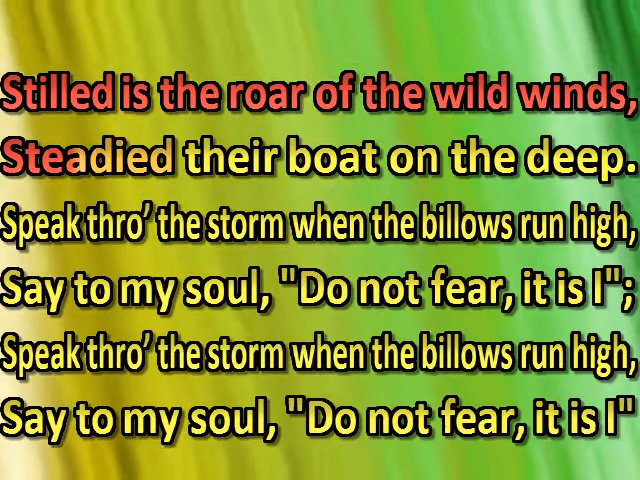 Stilled is the roar of the wild winds,
Steadied their boat on the deep.
Speak thro’ the storm when the billows run high,
Say to my soul, "Do not fear, it is I";
Speak thro’ the storm when the billows run high,
Say to my soul, "Do not fear, it is I"